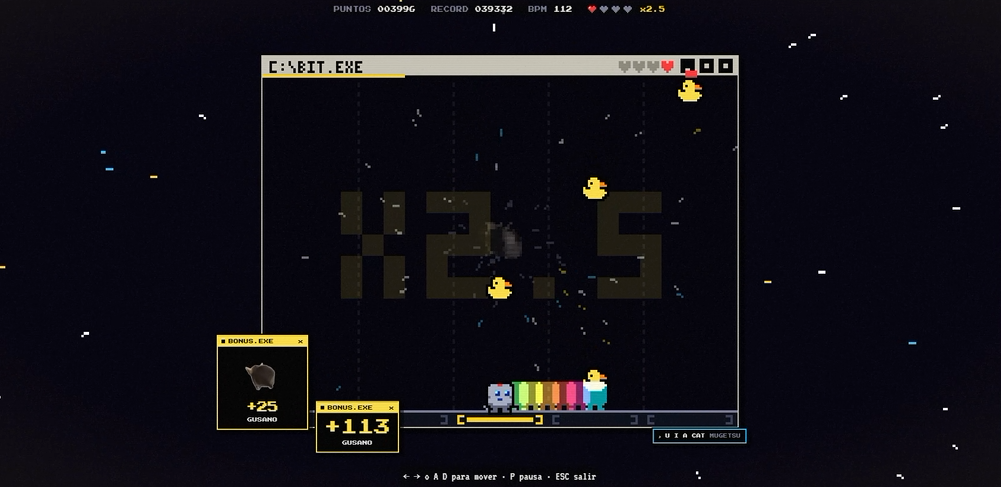 PUNTOS 003996 RECORD 039332 BPM 112 x2.5
C:\BIT.EXE
X2.5
BONUS.EXE ×
+25
GUSANO
BONUS.EXE ×
+113
GUSANO
. U I A CAT MUGETSU
← → o A D para mover · P pausa · ESC salir